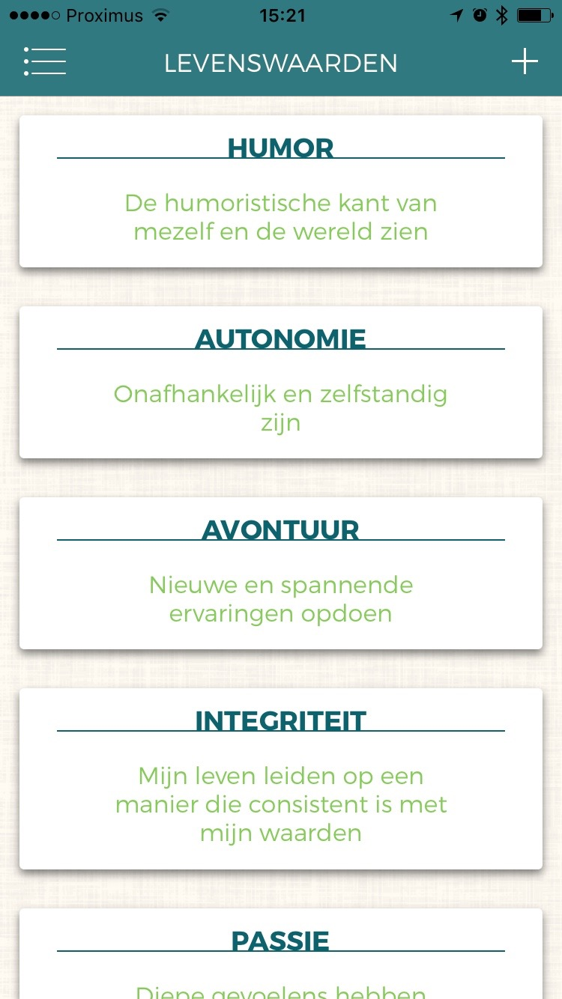 Proximus 15:21
LEVENSWAARDEN
HUMOR
De humoristische kant van
mezelf en de wereld zien
AUTONOMIE
Onafhankelijk en zelfstandig
zijn
AVONTUUR
Nieuwe en spannende
ervaringen opdoen
INTEGRITEIT
Mijn leven leiden op een
manier die consistent is met
mijn waarden
PASSIE
Diepe gevoelens hebben